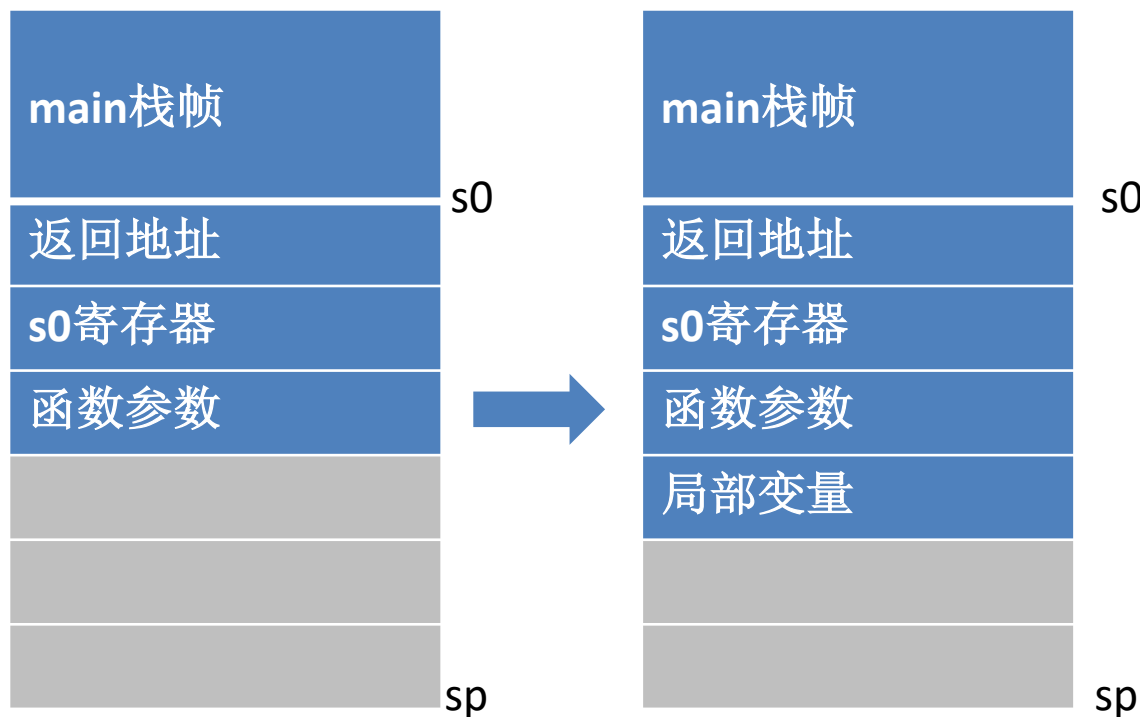 main栈帧
s0
返回地址
s0寄存器
函数参数
sp
main栈帧
s0
返回地址
s0寄存器
函数参数
局部变量
sp